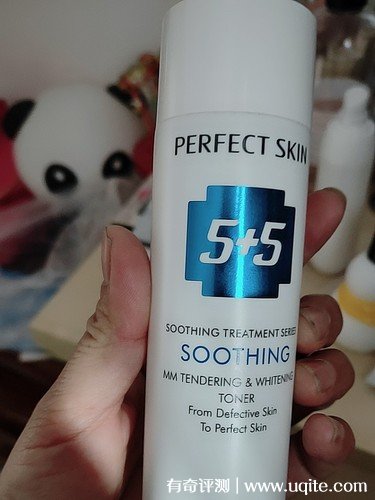 PERFECT SKIN
5+5
SOOTHING TREATMENT SERIES
SOOTHING
MM TENDERING & WHITENING
TONER
From Defective Skin
To Perfect Skin
有奇评测 | www.uqite.com